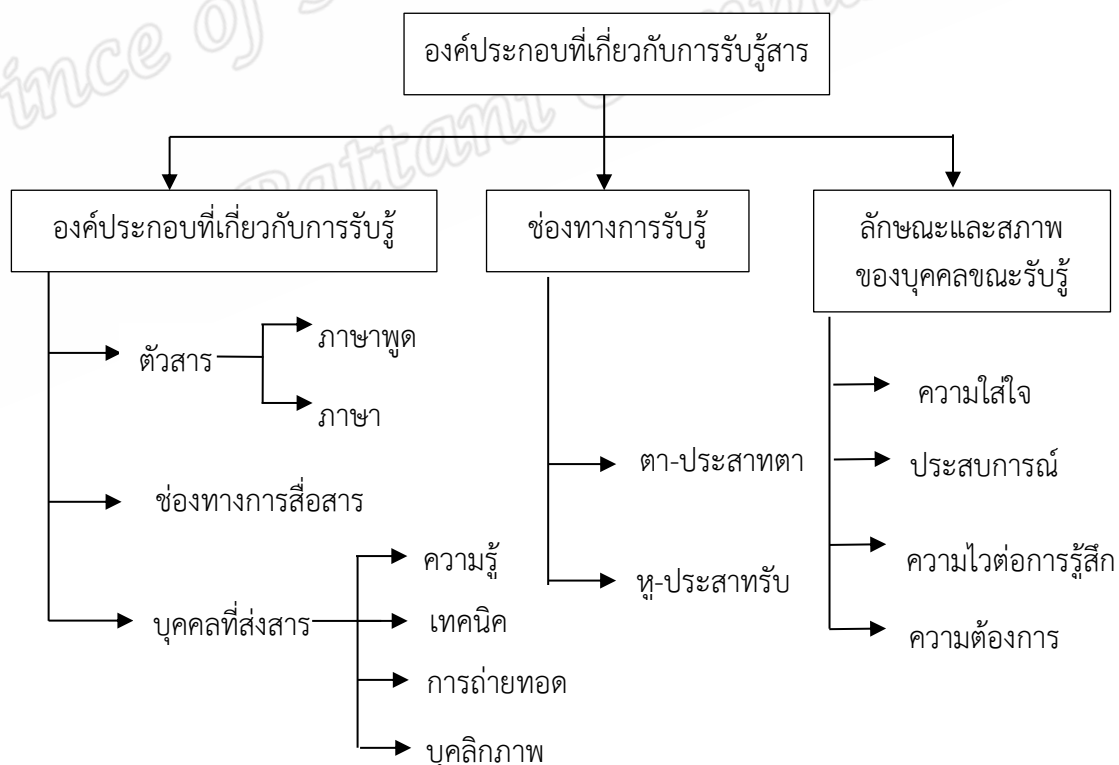 องค์ประกอบที่เกี่ยวกับการรับรู้สาร
องค์ประกอบที่เกี่ยวกับการรับรู้
ตัวสาร
ภาษาพูด
ภาษา
ช่องทางการสื่อสาร
บุคคลที่ส่งสาร
ความรู้
เทคนิค
การถ่ายทอด
บุคลิกภาพ
ช่องทางการรับรู้
ตา-ประสาทตา
หู-ประสาทรับ
ลักษณะและสภาพ
ของบุคคลขณะรับรู้
ความใส่ใจ
ประสบการณ์
ความไวต่อการรู้สึก
ความต้องการ
ince of
Pattani